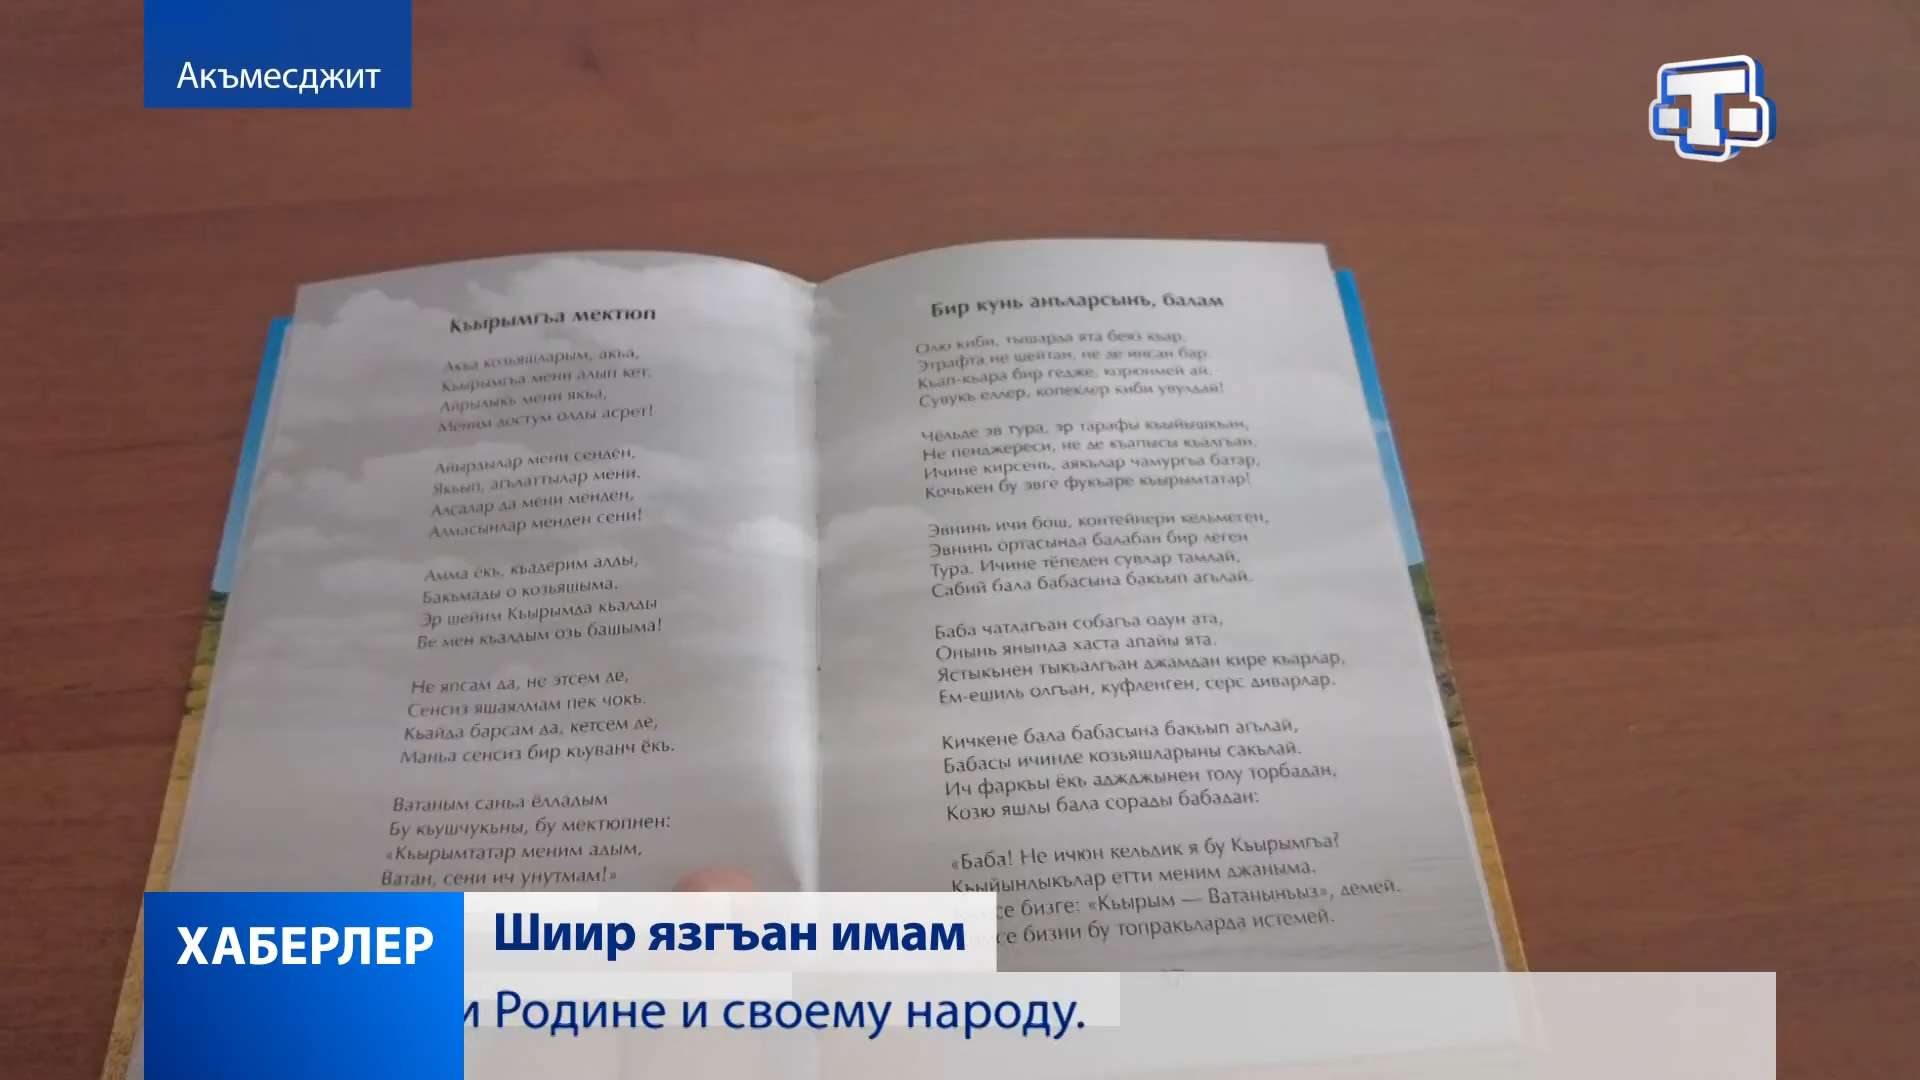 Акъмесджит
Т
Къырымгъа мектюп
Акъа козьяшларым, акъа,
Къырымгъа мени алып кет,
Айрылыкъ мени якъа,
Меним достум олды асрет!
Айырдылар мени сенден,
Якъып, агълаттылар мени.
Алсалар да мени менден,
Алмасынлар менден сени!
Амма ёкъ, къадерим алды,
Бакъмады о козьяшыма.
Эр шейим Къырымда къалды
Ве мен къалдым озь башыма!
Не япсам да, не этсем де,
Сенсиз яшаялмам пек чокъ.
Къайда барсам да, кетсем де,
Манъа сенсиз бир къуванч ёкъ.
Ватаным санъа ёлладым
Бу къушчукъны, бу мектюпнен:
«Къырымтатар меним адым,
Ватан, сени ич унутмам!»
Бир кунь анъларсынъ, балам
Олю киби, тышарда ята беяз къар,
Этрафта не шейтан, не де инсан бар.
Къап-къара бир гедже, корюнмей ай,
Сувукъ еллер, копеклер киби увулдай!
Чёльде эв тура, эр тарафы къыйышкъан,
Не пенджереси, не де къапысы къалгъан,
Ичине кирсенъ, аякълар чамургъа батар,
Кочькен бу эвге фукъаре къырымтатар!
Эвнинъ ичи бош, контейнери кельмеген,
Эвнинъ ортасында балабан бир леген
Тура. Ичине тёпеден сувлар тамлай,
Сабий бала бабасына бакъып агълай.
Баба чатлагъан собагъа одун ата,
Онынъ янында хаста апайы ята.
Ястыкънен тыкъалгъан джамдан кире къарлар,
Ем-ешиль олгъан, куфленген, серс диварлар.
Кичкене бала бабасына бакъып агълай,
Бабасы ичинде козьяшларыны сакълай.
Ич фаркъы ёкъ аджджынен толу торбадан,
Козю яшлы бала сорады бабадан:
«Баба! Не ичюн кельдик я бу Къырымгъа?
Къыйынлыкълар етти меним джаныма.
се бизге: «Къырым — Ватанынъыз», демей.
се бизни бу топракъларда истемей.
ХАБЕРЛЕР
Шиир язгъан имам
и Родине и своему народу.